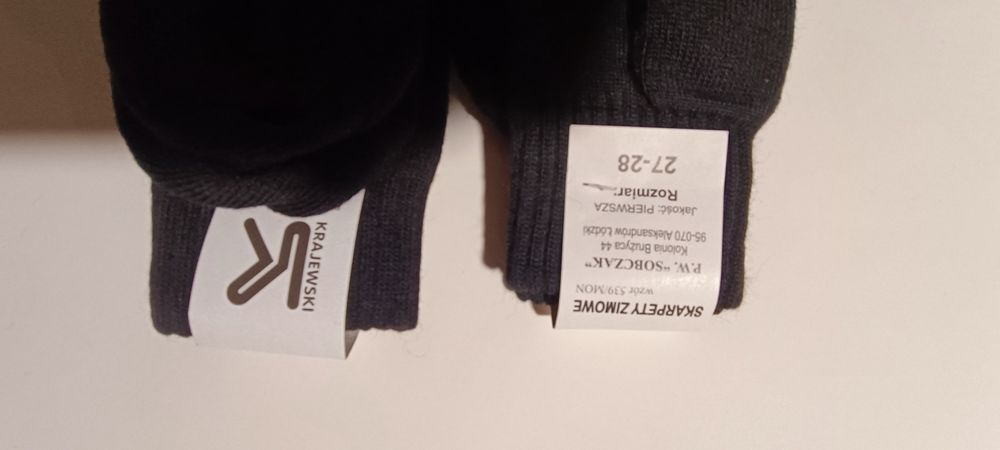 KRAJEWSKI
SKARPETY ZIMOWE
wzór 539/MON
P.W. "SOBCZAK"
Kolonia Brużyca 44
95-070 Aleksandrów Łódzki
Jakość: PIERWSZA
Rozmiar:
27-28